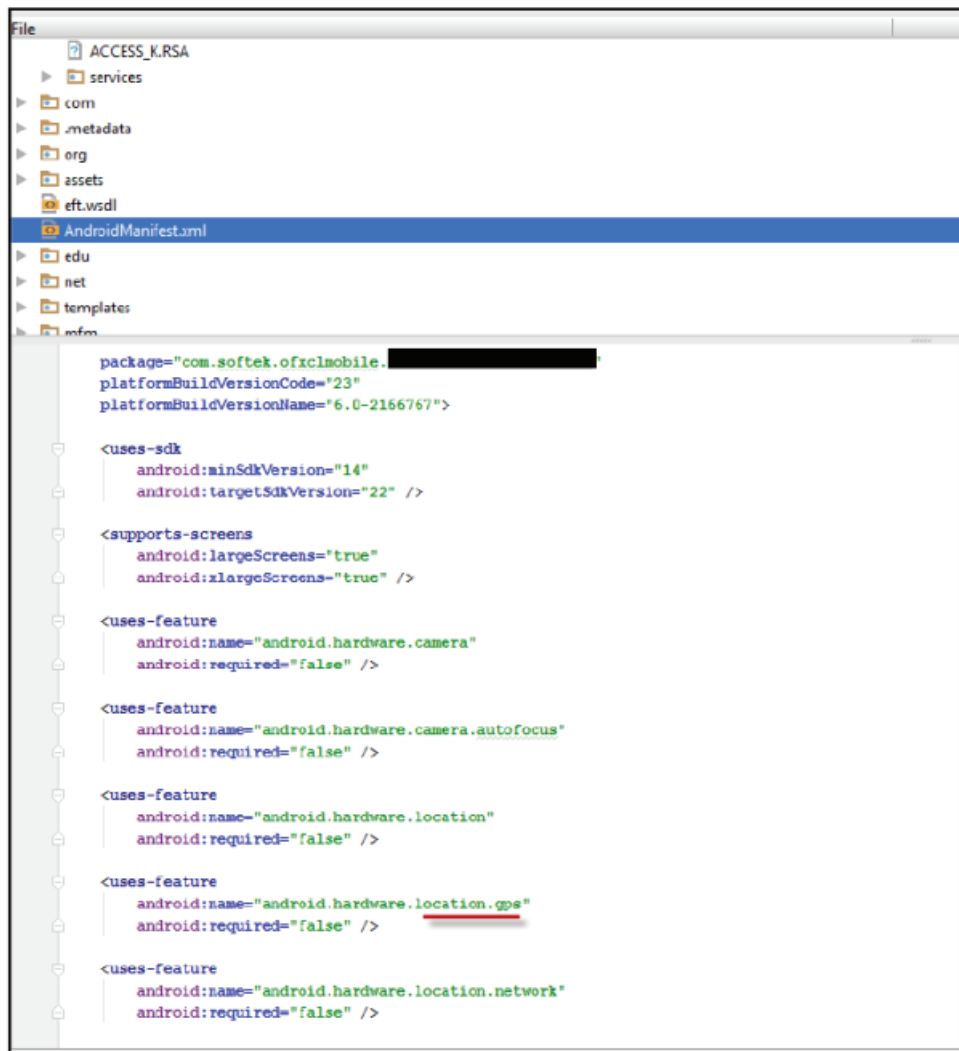 File
ACCESS_K.RSA
services
com
.metadata
org
assets
eft.wsdl
AndroidManifest.xml
edu
net
templates
mfm
package="com.softek.ofxclmobile. "
platformBuildVersionCode="23"
platformBuildVersionName="6.0-2166767">
<uses-sdk
android:minSdkVersion="14"
android:targetSdkVersion="22" />
<supports-screens
android:largeScreens="true"
android:xlargeScreens="true" />
<uses-feature
android:name="android.hardware.camera"
android:required="false" />
<uses-feature
android:name="android.hardware.camera.autofocus"
android:required="false" />
<uses-feature
android:name="android.hardware.location"
android:required="false" />
<uses-feature
android:name="android.hardware.location.gps"
android:required="false" />
<uses-feature
android:name="android.hardware.location.network"
android:required="false" />